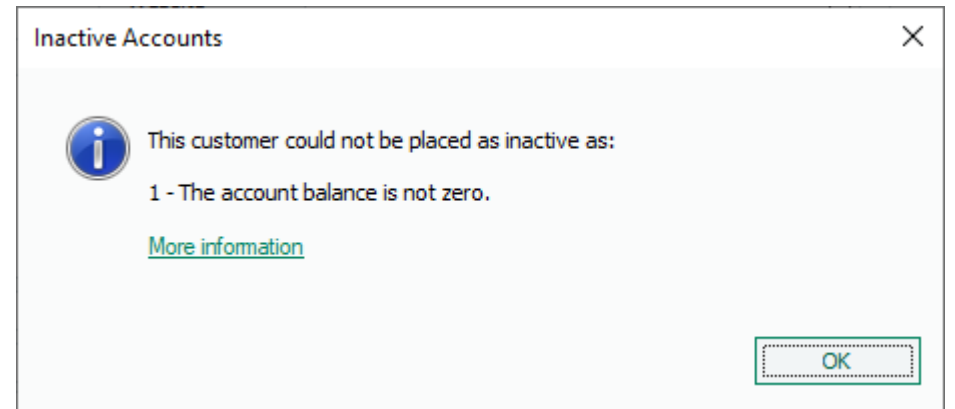 Inactive Accounts
This customer could not be placed as inactive as:
1 - The account balance is not zero.
More information
OK